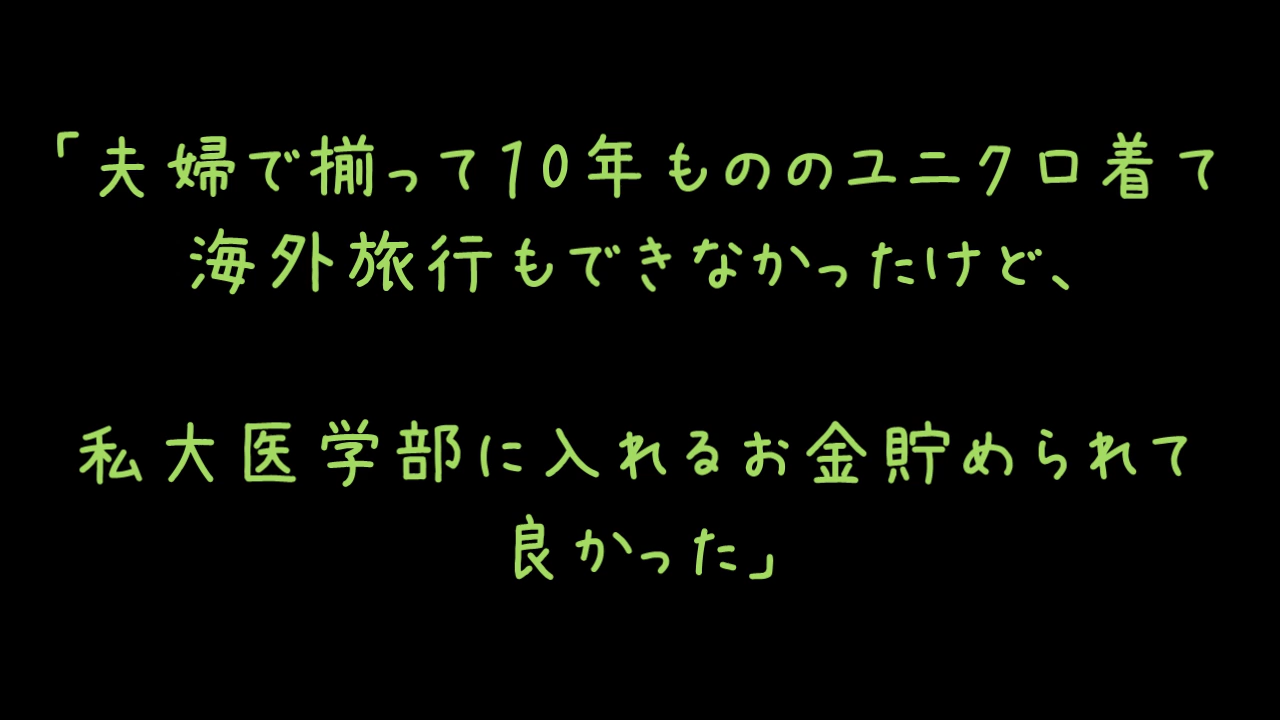 「夫婦で揃って10年もののユニクロ着て
海外旅行もできなかったけど、
私大医学部に入れるお金貯められて
良かった」